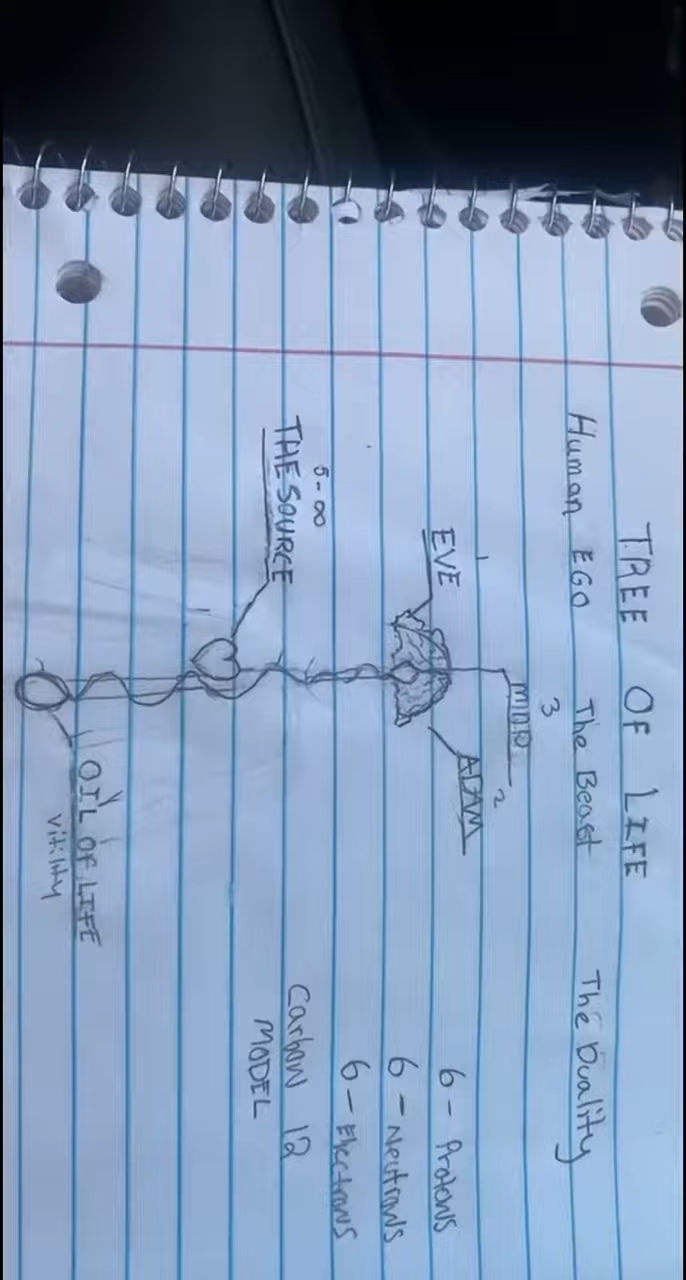 TREE OF LIFE
Human EGO The Beast The Duality
3
MIND
1
EVE
2
ADAM
5-∞
THE SOURCE
OIL OF LIFE
Vitility
6 - Protons
6 - Neutrons
6 - Electrons
Carbon 12
MODEL